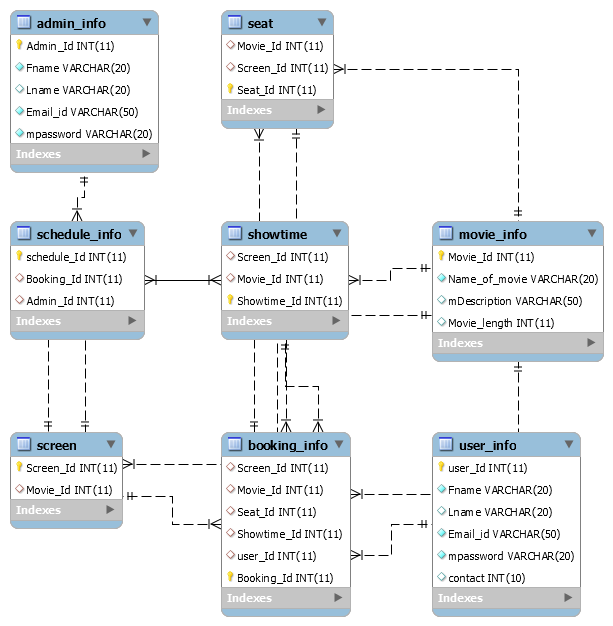 admin_info
Admin_Id INT(11)
Fname VARCHAR(20)
Lname VARCHAR(20)
Email_id VARCHAR(50)
mpassword VARCHAR(20)
Indexes
seat
Movie_Id INT(11)
Screen_Id INT(11)
Seat_Id INT(11)
Indexes
schedule_info
schedule_Id INT(11)
Booking_Id INT(11)
Admin_Id INT(11)
Indexes
showtime
Screen_Id INT(11)
Movie_Id INT(11)
Showtime_Id INT(11)
Indexes
movie_info
Movie_Id INT(11)
Name_of_movie VARCHAR(20)
mDescription VARCHAR(50)
Movie_length INT(11)
Indexes
screen
Screen_Id INT(11)
Movie_Id INT(11)
Indexes
booking_info
Screen_Id INT(11)
Movie_Id INT(11)
Seat_Id INT(11)
Showtime_Id INT(11)
user_Id INT(11)
Booking_Id INT(11)
Indexes
user_info
user_Id INT(11)
Fname VARCHAR(20)
Lname VARCHAR(20)
Email_id VARCHAR(50)
mpassword VARCHAR(20)
contact INT(10)
Indexes